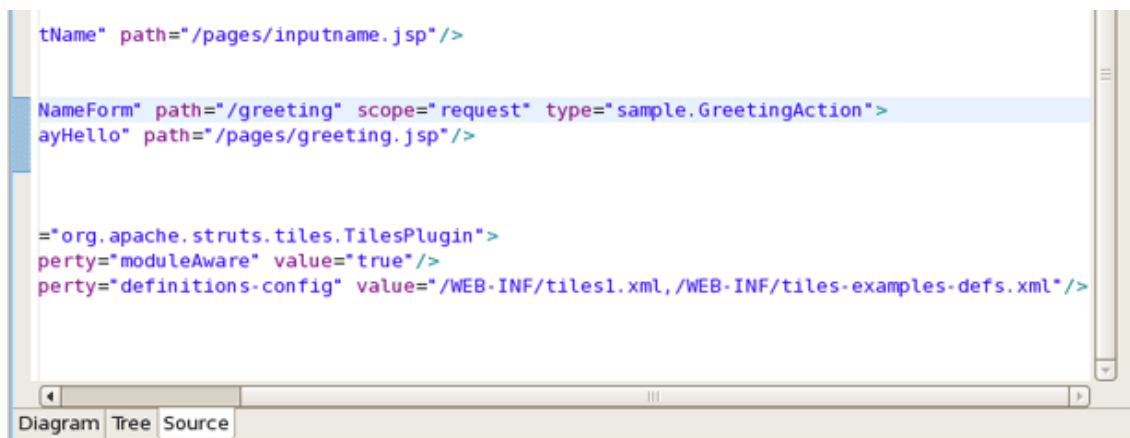 tName" path="/pages/inputname.jsp"/>
NameForm" path="/greeting" scope="request" type="sample.GreetingAction">
ayHello" path="/pages/greeting.jsp"/>
="org.apache.struts.tiles.TilesPlugin">
perty="moduleAware" value="true"/>
perty="definitions-config" value="/WEB-INF/tiles1.xml,/WEB-INF/tiles-examples-defs.xml"/>
Diagram Tree Source